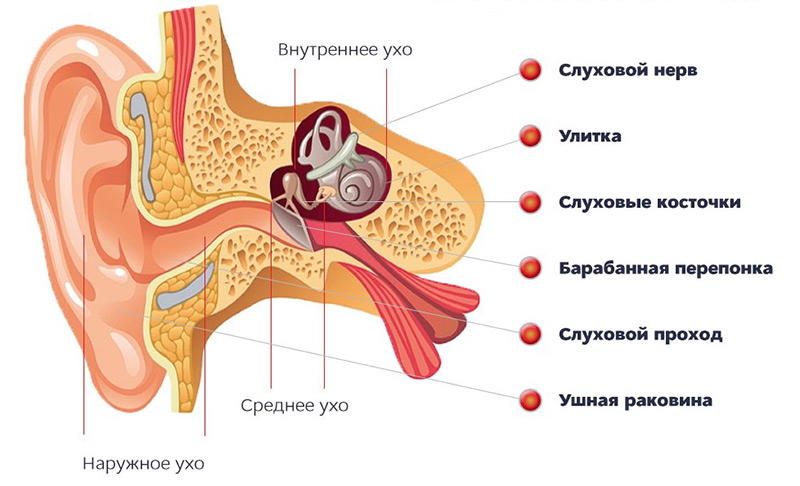 Внутреннее ухо
Слуховой нерв
Улитка
Слуховые косточки
Барабанная перепонка
Слуховой проход
Ушная раковина
Среднее ухо
Наружное ухо